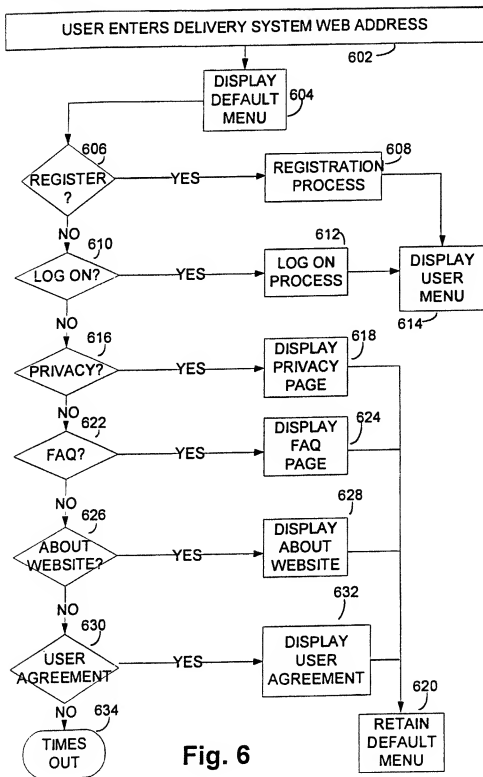 USER ENTERS DELIVERY SYSTEM WEB ADDRESS
602
DISPLAY
DEFAULT
MENU
604
606
REGISTER
?
YES
REGISTRATION
PROCESS
608
NO
610
LOG ON?
YES
612
LOG ON
PROCESS
DISPLAY
USER
MENU
614
NO
616
PRIVACY?
YES
DISPLAY
PRIVACY
PAGE
618
NO
622
FAQ?
YES
DISPLAY
FAQ
PAGE
624
NO
626
ABOUT
WEBSITE?
YES
628
DISPLAY
ABOUT
WEBSITE
NO
630
USER
AGREEMENT
YES
632
DISPLAY
USER
AGREEMENT
NO
634
TIMES
OUT
620
RETAIN
DEFAULT
MENU
Fig. 6